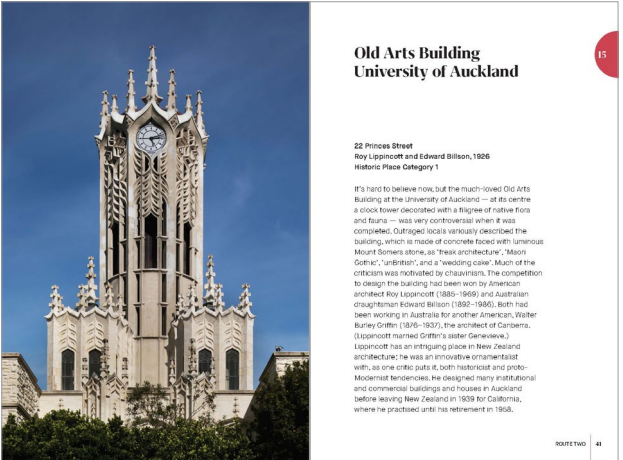 Old Arts Building
University of Auckland
15
22 Princes Street
Roy Lippincott and Edward Billson, 1926
Historic Place Category 1
It's hard to believe now, but the much-loved Old Arts
Building at the University of Auckland — at its centre
a clock tower decorated with a filigree of native flora
and fauna — was very controversial when it was
completed. Outraged locals variously described the
building, which is made of concrete faced with luminous
Mount Somers stone, as 'freak architecture', 'Maori
Gothic', 'unBritish', and a 'wedding cake'. Much of the
criticism was motivated by chauvinism. The competition
to design the building had been won by American
architect Roy Lippincott (1885–1969) and Australian
draughtsman Edward Billson (1892–1986). Both had
been working in Australia for another American, Walter
Burley Griffin (1876–1937), the architect of Canberra.
(Lippincott married Griffin's sister Genevieve.)
Lippincott has an intriguing place in New Zealand
architecture; he was an innovative ornamentalist
with, as one critic puts it, both historicist and proto-
Modernist tendencies. He designed many institutional
and commercial buildings and houses in Auckland
before leaving New Zealand in 1939 for California,
where he practised until his retirement in 1958.
ROUTE TWO 41